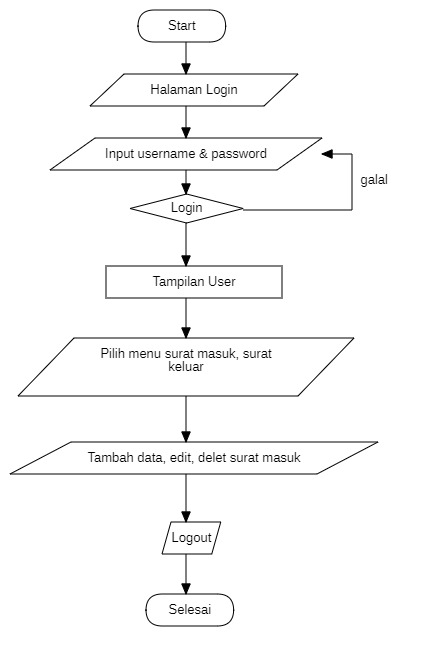 Start
Halaman Login
Input username & password
galal
Login
Tampilan User
Pilih menu surat masuk, surat
keluar
Tambah data, edit, delet surat masuk
Logout
Selesai